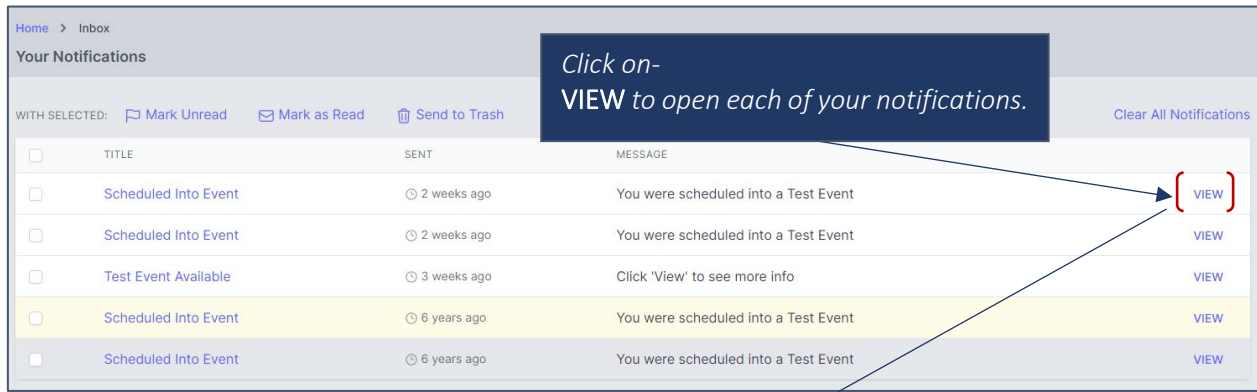 Home > Inbox
Your Notifications
Click on-
VIEW to open each of your notifications.
WITH SELECTED: Mark Unread Mark as Read Send to Trash Clear All Notifications
TITLE SENT MESSAGE
Scheduled Into Event 2 weeks ago You were scheduled into a Test Event VIEW
Scheduled Into Event 2 weeks ago You were scheduled into a Test Event VIEW
Test Event Available 3 weeks ago Click 'View' to see more info VIEW
Scheduled Into Event 6 years ago You were scheduled into a Test Event VIEW
Scheduled Into Event 6 years ago You were scheduled into a Test Event VIEW